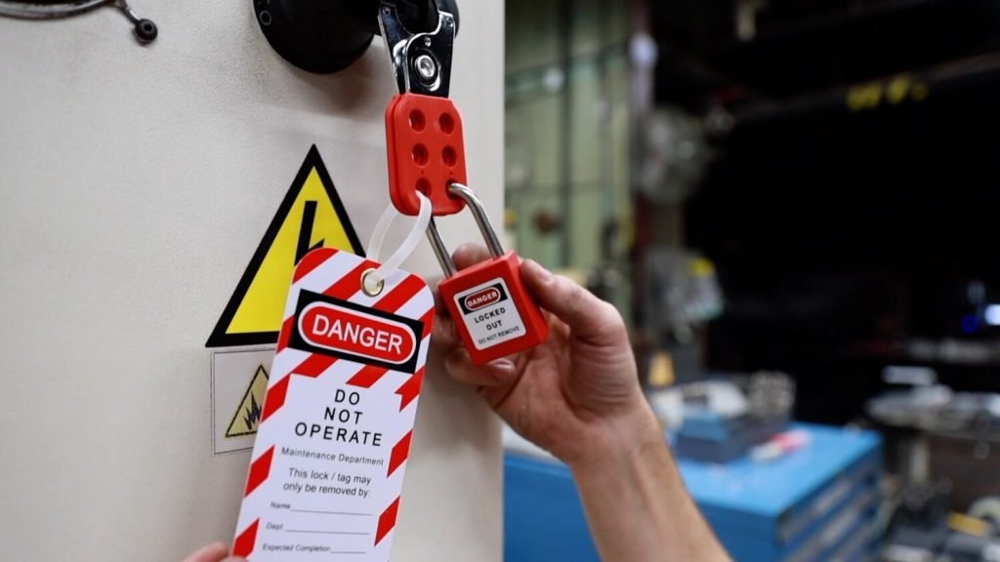 DANGER
DO
NOT
OPERATE
Maintenance Department
This lock / tag may
only be removed by
Name
Dept
Expected Completion
DANGER
LOCKED
OUT
DO NOT REMOVE